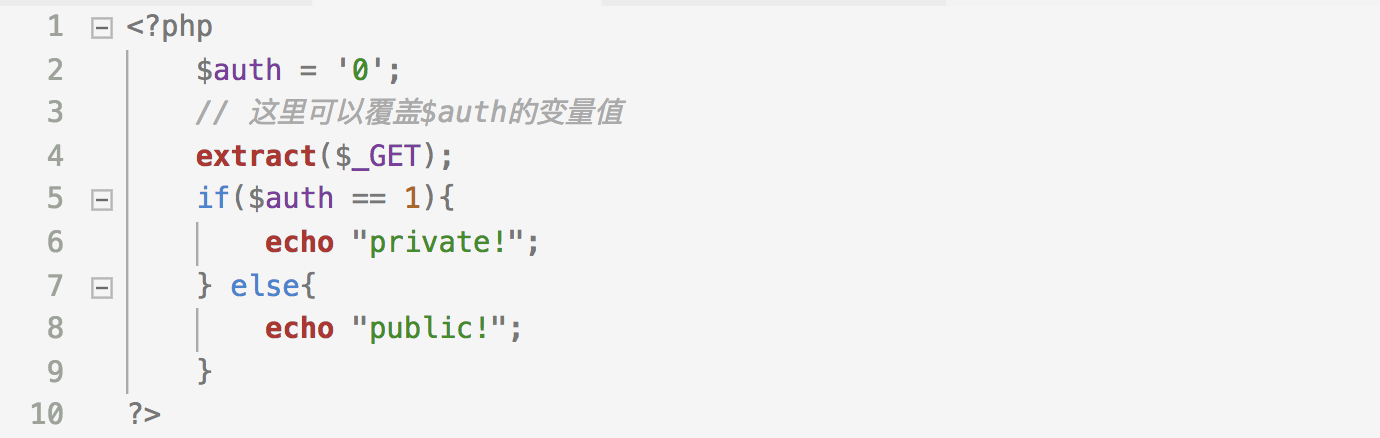 1 <?php
2 $auth = '0';
3 // 这里可以覆盖$auth的变量值
4 extract($_GET);
5 if($auth == 1){
6 echo "private!";
7 } else{
8 echo "public!";
9 }
10 ?>